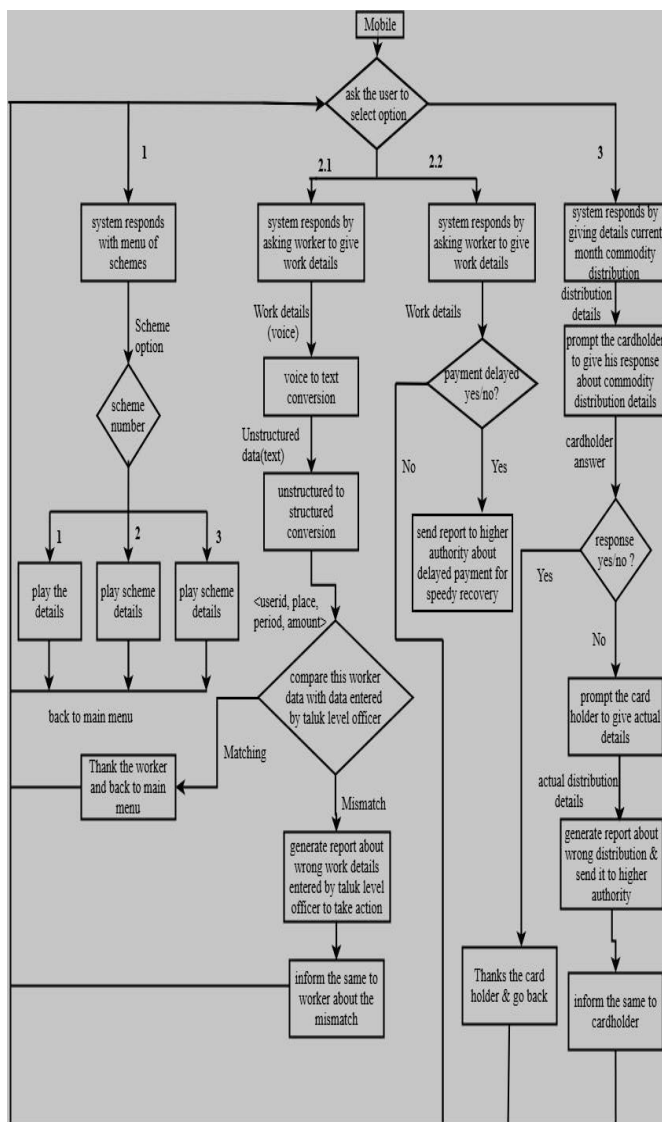 Mobile
ask the user to
select option
1
2.1
2.2
3
system responds
with menu of
schemes
system responds by
asking worker to give
work details
system responds by
asking worker to give
work details
system responds by
giving details current
month commodity
distribution
Scheme
option
Work details
(voice)
Work details
distribution
details
scheme
number
voice to text
conversion
payment delayed
yes/no?
prompt the cardholder
to give his response
about commodity
distribution details
Unstructured
data(text)
No
Yes
cardholder
answer
unstructured to
structured
conversion
send report to higher
authority about
delayed payment for
speedy recovery
response
yes/no ?
Yes
No
1
2
3
play the
details
play scheme
details
play scheme
details
<userid, place,
period, amount>
back to main menu
compare this worker
data with data entered
by taluk level officer
prompt the card
holder to give actual
details
Matching
Thank the worker
and back to main
menu
Mismatch
actual distribution
details
generate report about
wrong work details
entered by taluk level
officer to take action
generate report about
wrong distribution &
send it to higher
authority
inform the same to
worker about the
mismatch
Thanks the card
holder & go back
inform the same to
cardholder